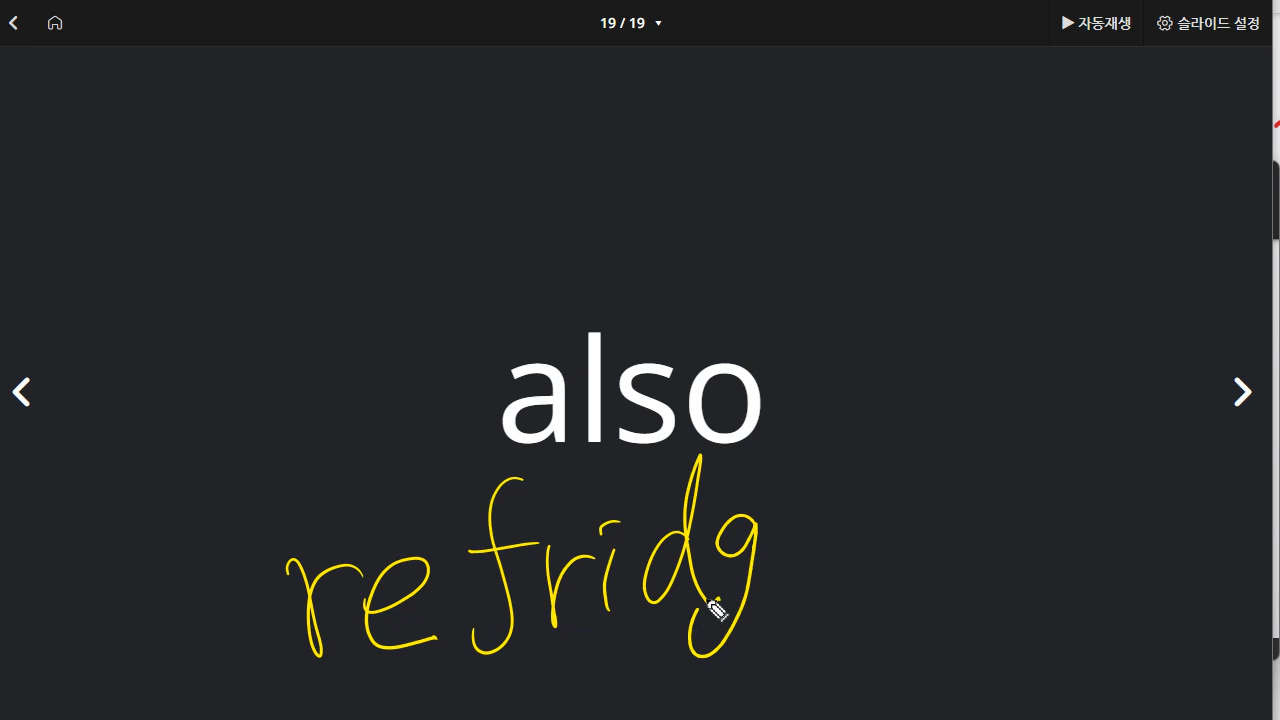 19 / 19
자동재생
슬라이드 설정
also
refridg